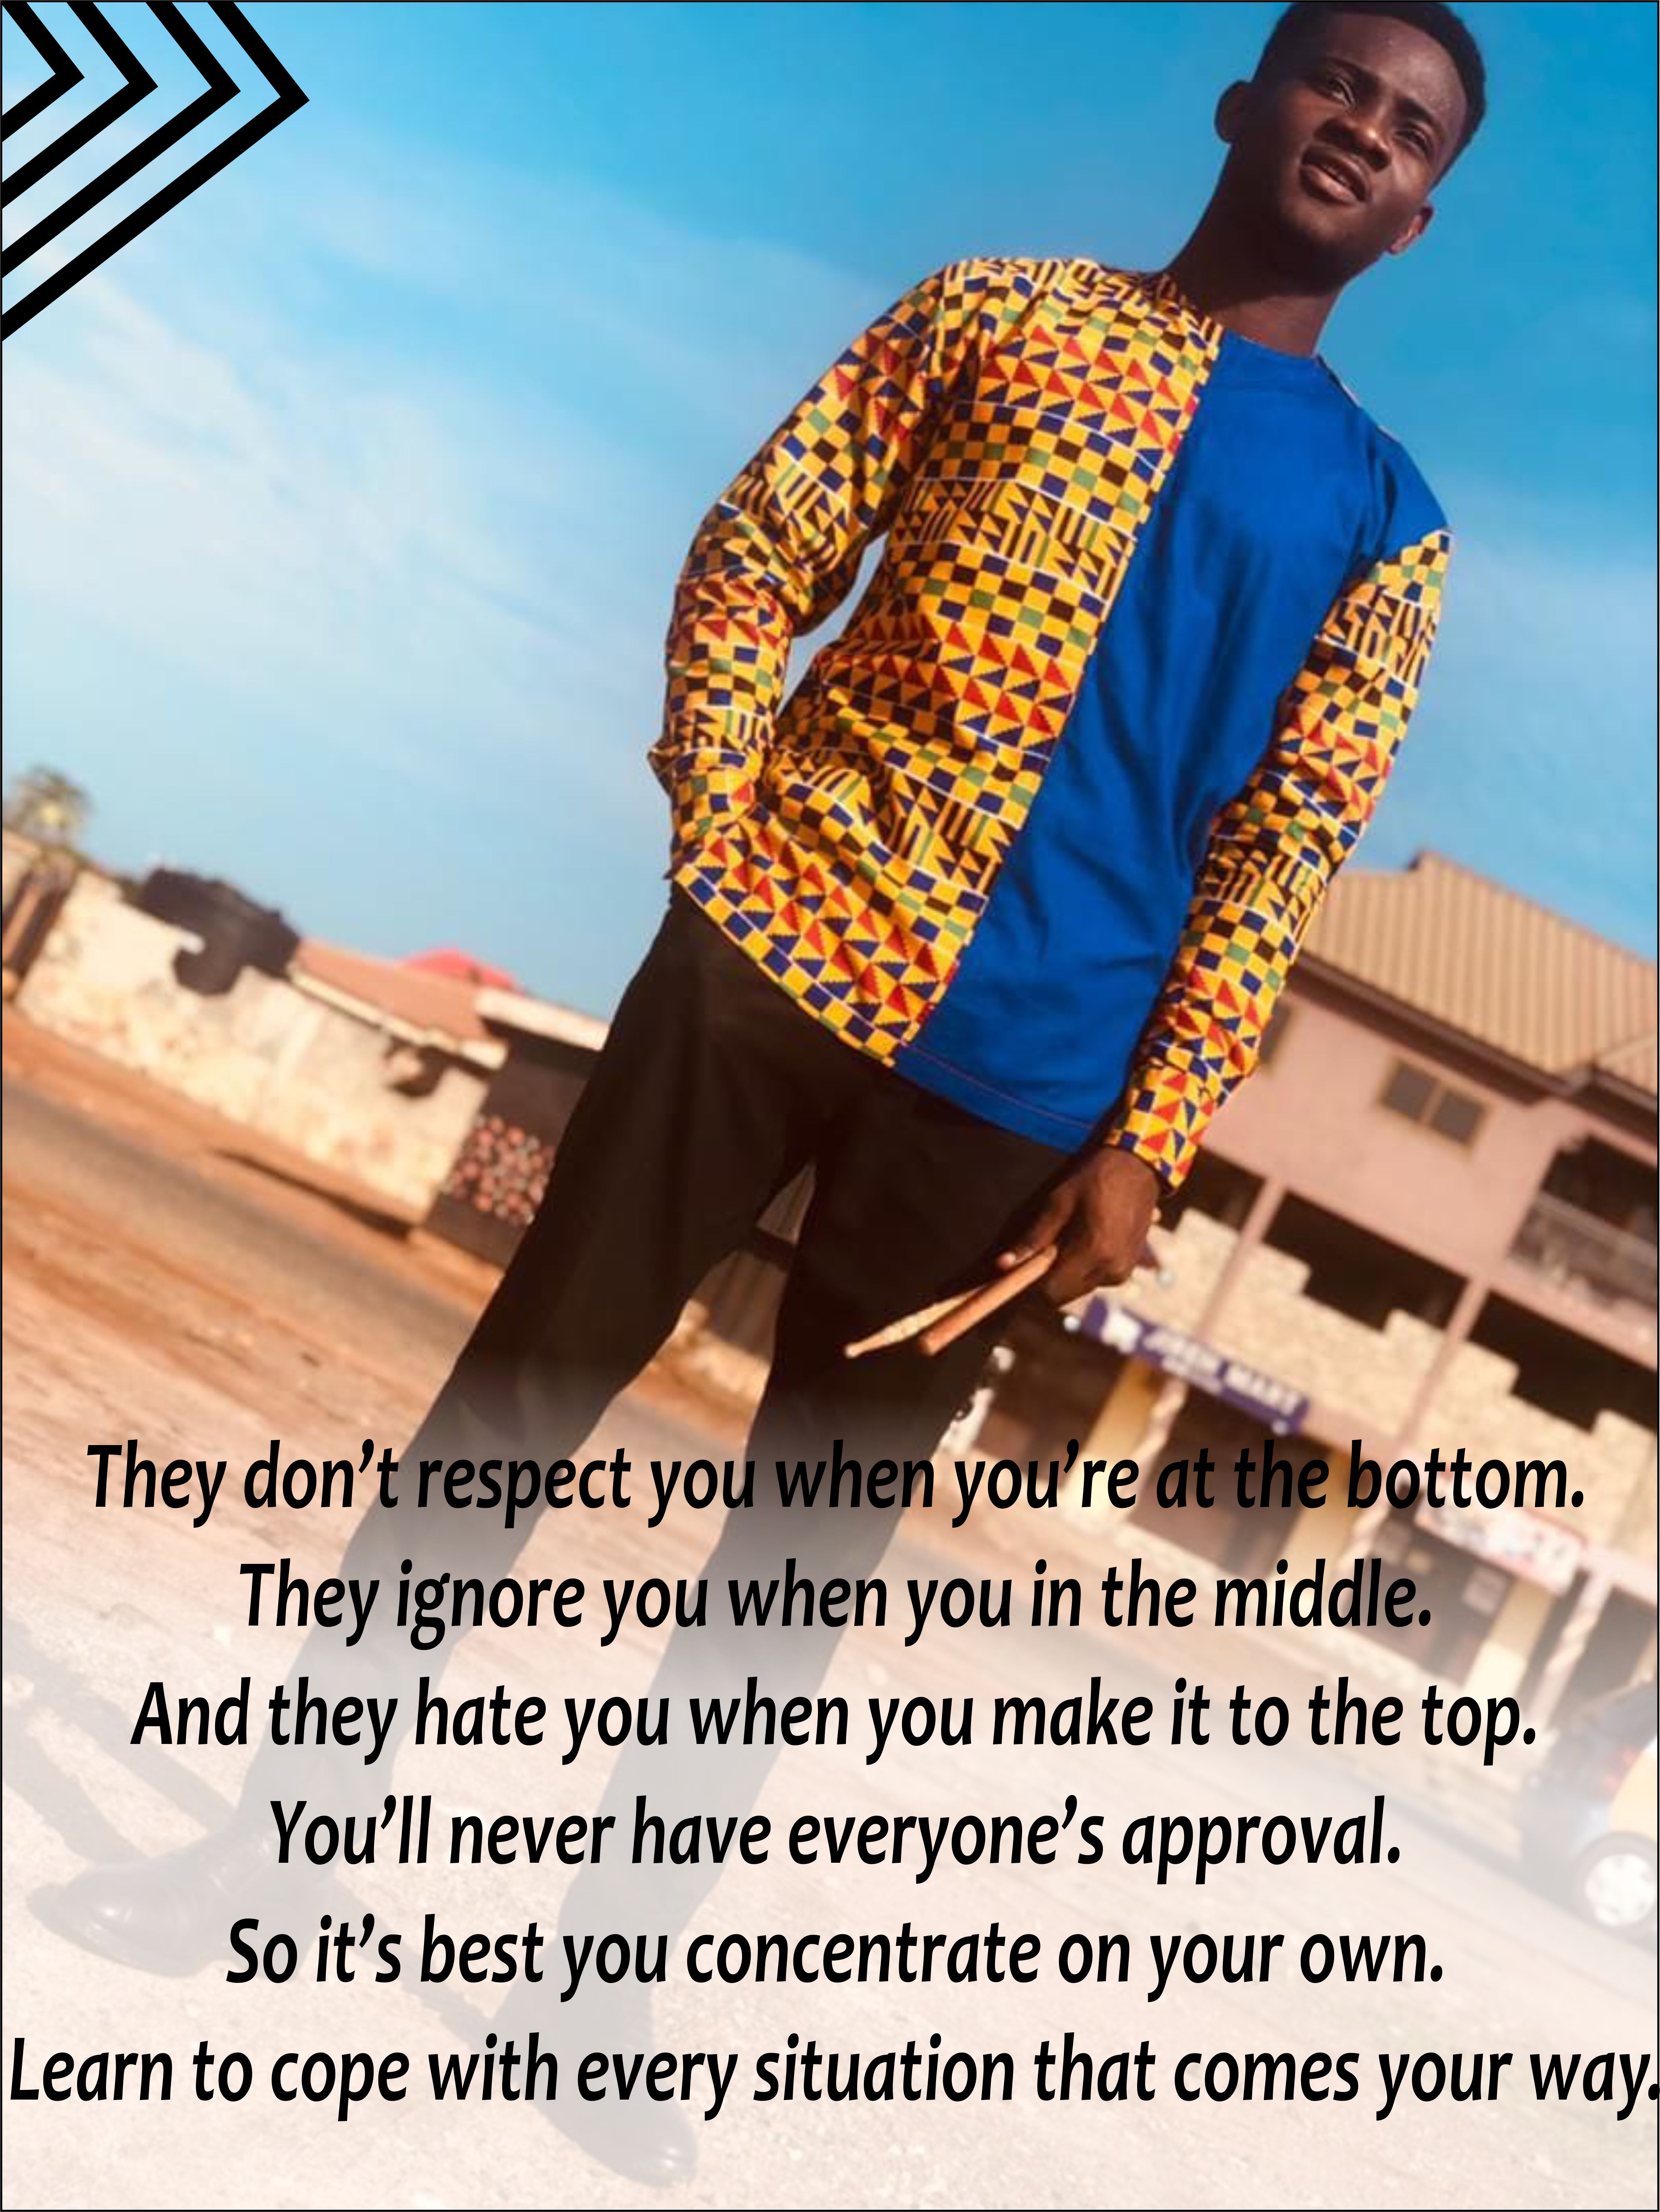 They don’t respect you when you’re at the bottom.
They ignore you when you in the middle.
And they hate you when you make it to the top.
You’ll never have everyone’s approval.
So it’s best you concentrate on your own.
Learn to cope with every situation that comes your way.